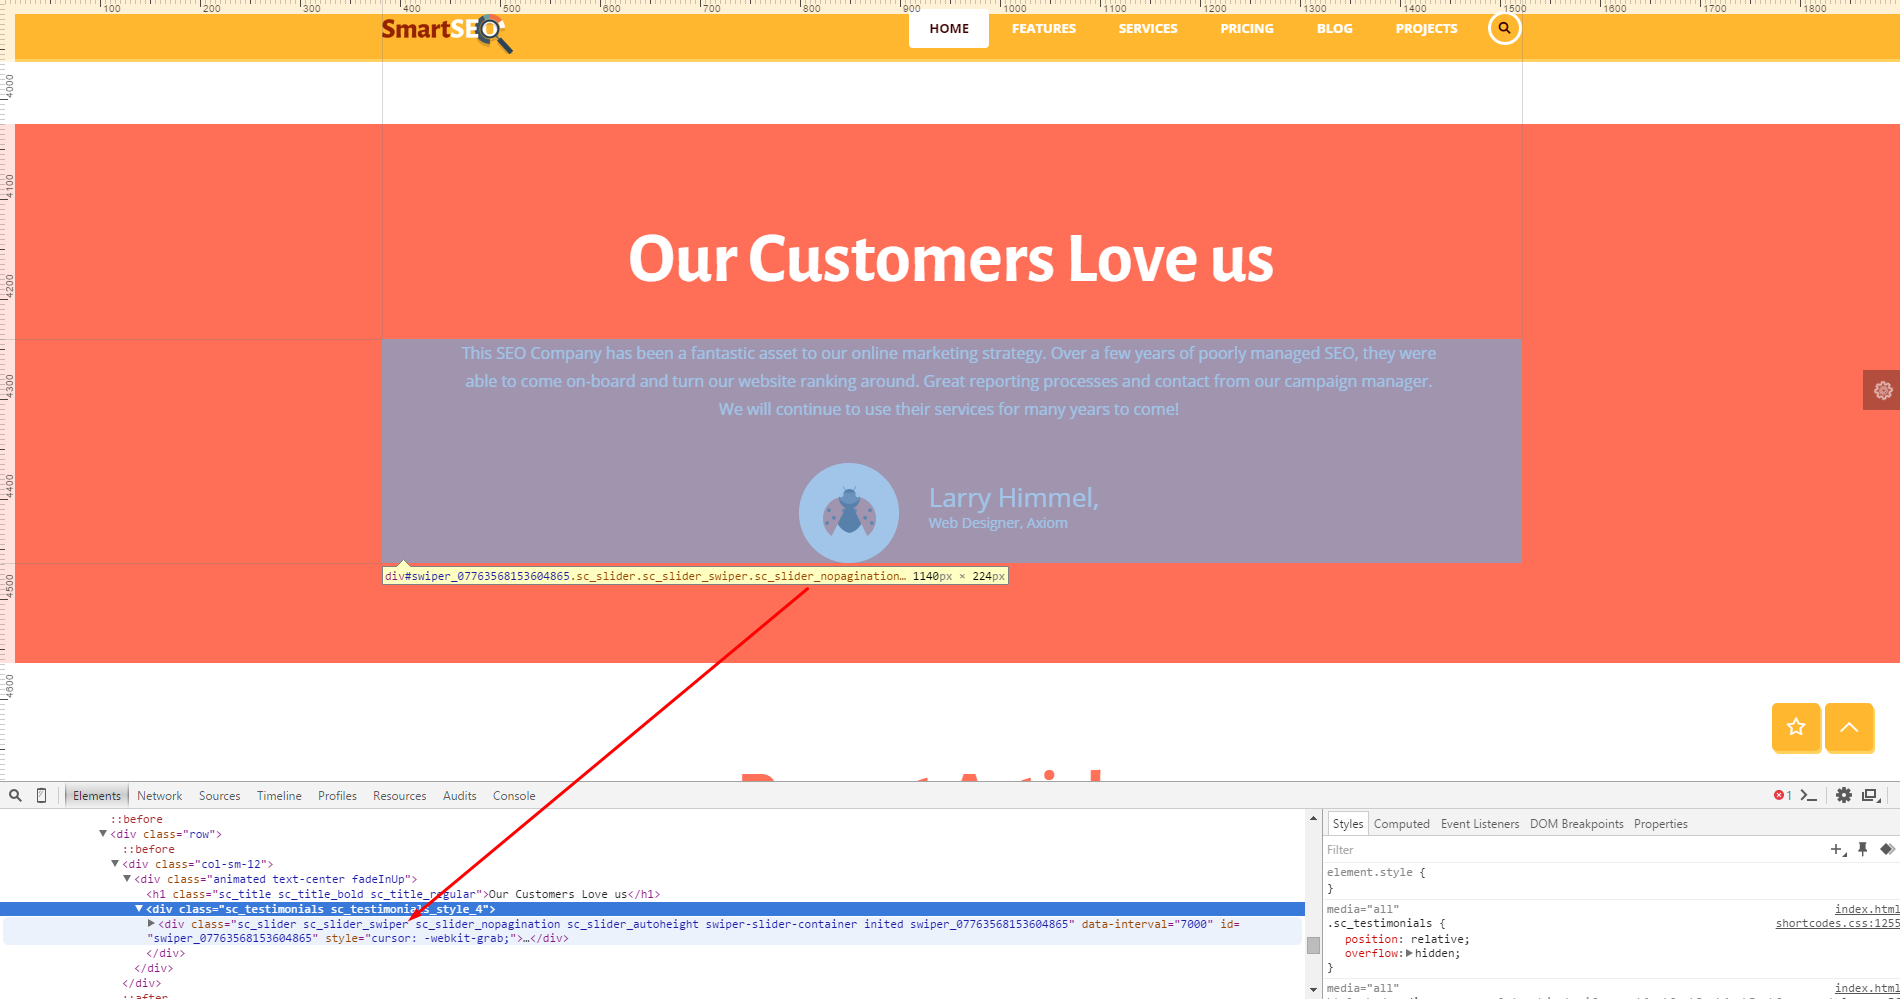 100 200 300 400 500 600 700 800 900 1000 1100 1200 1300 1400 1500 1600 1700 1800
SmartSEO
HOME FEATURES SERVICES PRICING BLOG PROJECTS
4000
4100
4200
4300
4400
4500
4600
Our Customers Love us
This SEO Company has been a fantastic asset to our online marketing strategy. Over a few years of poorly managed SEO, they were
able to come on-board and turn our website ranking around. Great reporting processes and contact from our campaign manager.
We will continue to use their services for many years to come!
Larry Himmel,
Web Designer, Axiom
div#swiper_07763568153604865.sc_slider.sc_slider_swiper.sc_slider_nopagination… 1140px × 224px
Elements Network Sources Timeline Profiles Resources Audits Console
1
::before
<div class="row">
::before
<div class="col-sm-12">
<div class="animated text-center fadeInUp">
<h1 class="sc_title sc_title_bold sc_title_regular">Our Customers Love us</h1>
<div class="sc_testimonials sc_testimonials_style_4">
<div class="sc_slider sc_slider_swiper sc_slider_nopagination sc_slider_autoheight swiper-slider-container inited swiper_07763568153604865" data-interval="7000" id=
"swiper_07763568153604865" style="cursor: -webkit-grab;">…</div>
</div>
</div>
</div>
::after
Styles Computed Event Listeners DOM Breakpoints Properties
Filter
element.style {
}
media="all" index.html
.sc_testimonials { shortcodes.css:1255
position: relative;
overflow: hidden;
}
media="all" index.html